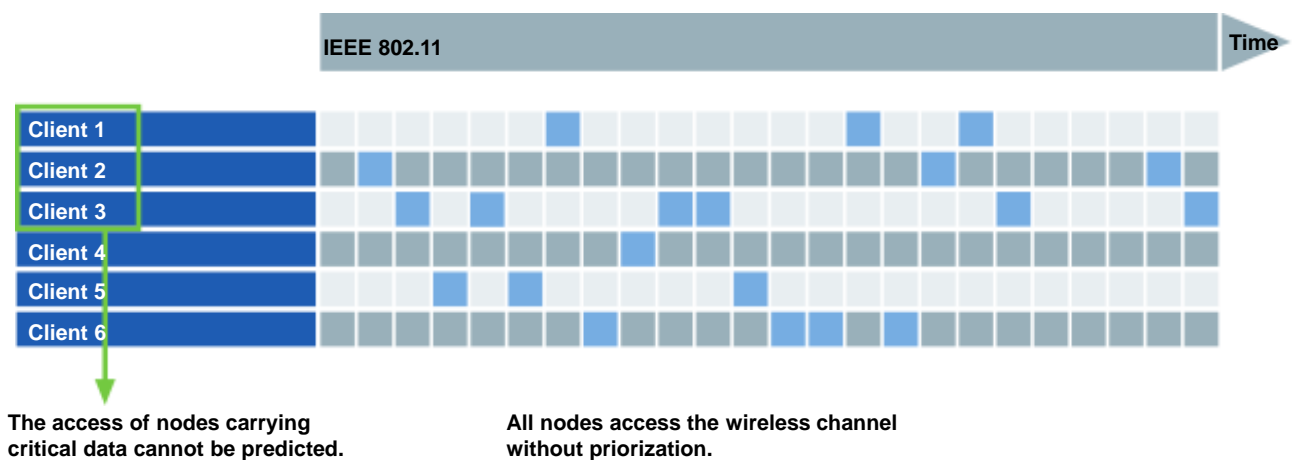 IEEE 802.11
Time
Client 1
Client 2
Client 3
Client 4
Client 5
Client 6
The access of nodes carrying
critical data cannot be predicted.
All nodes access the wireless channel
without priorization.